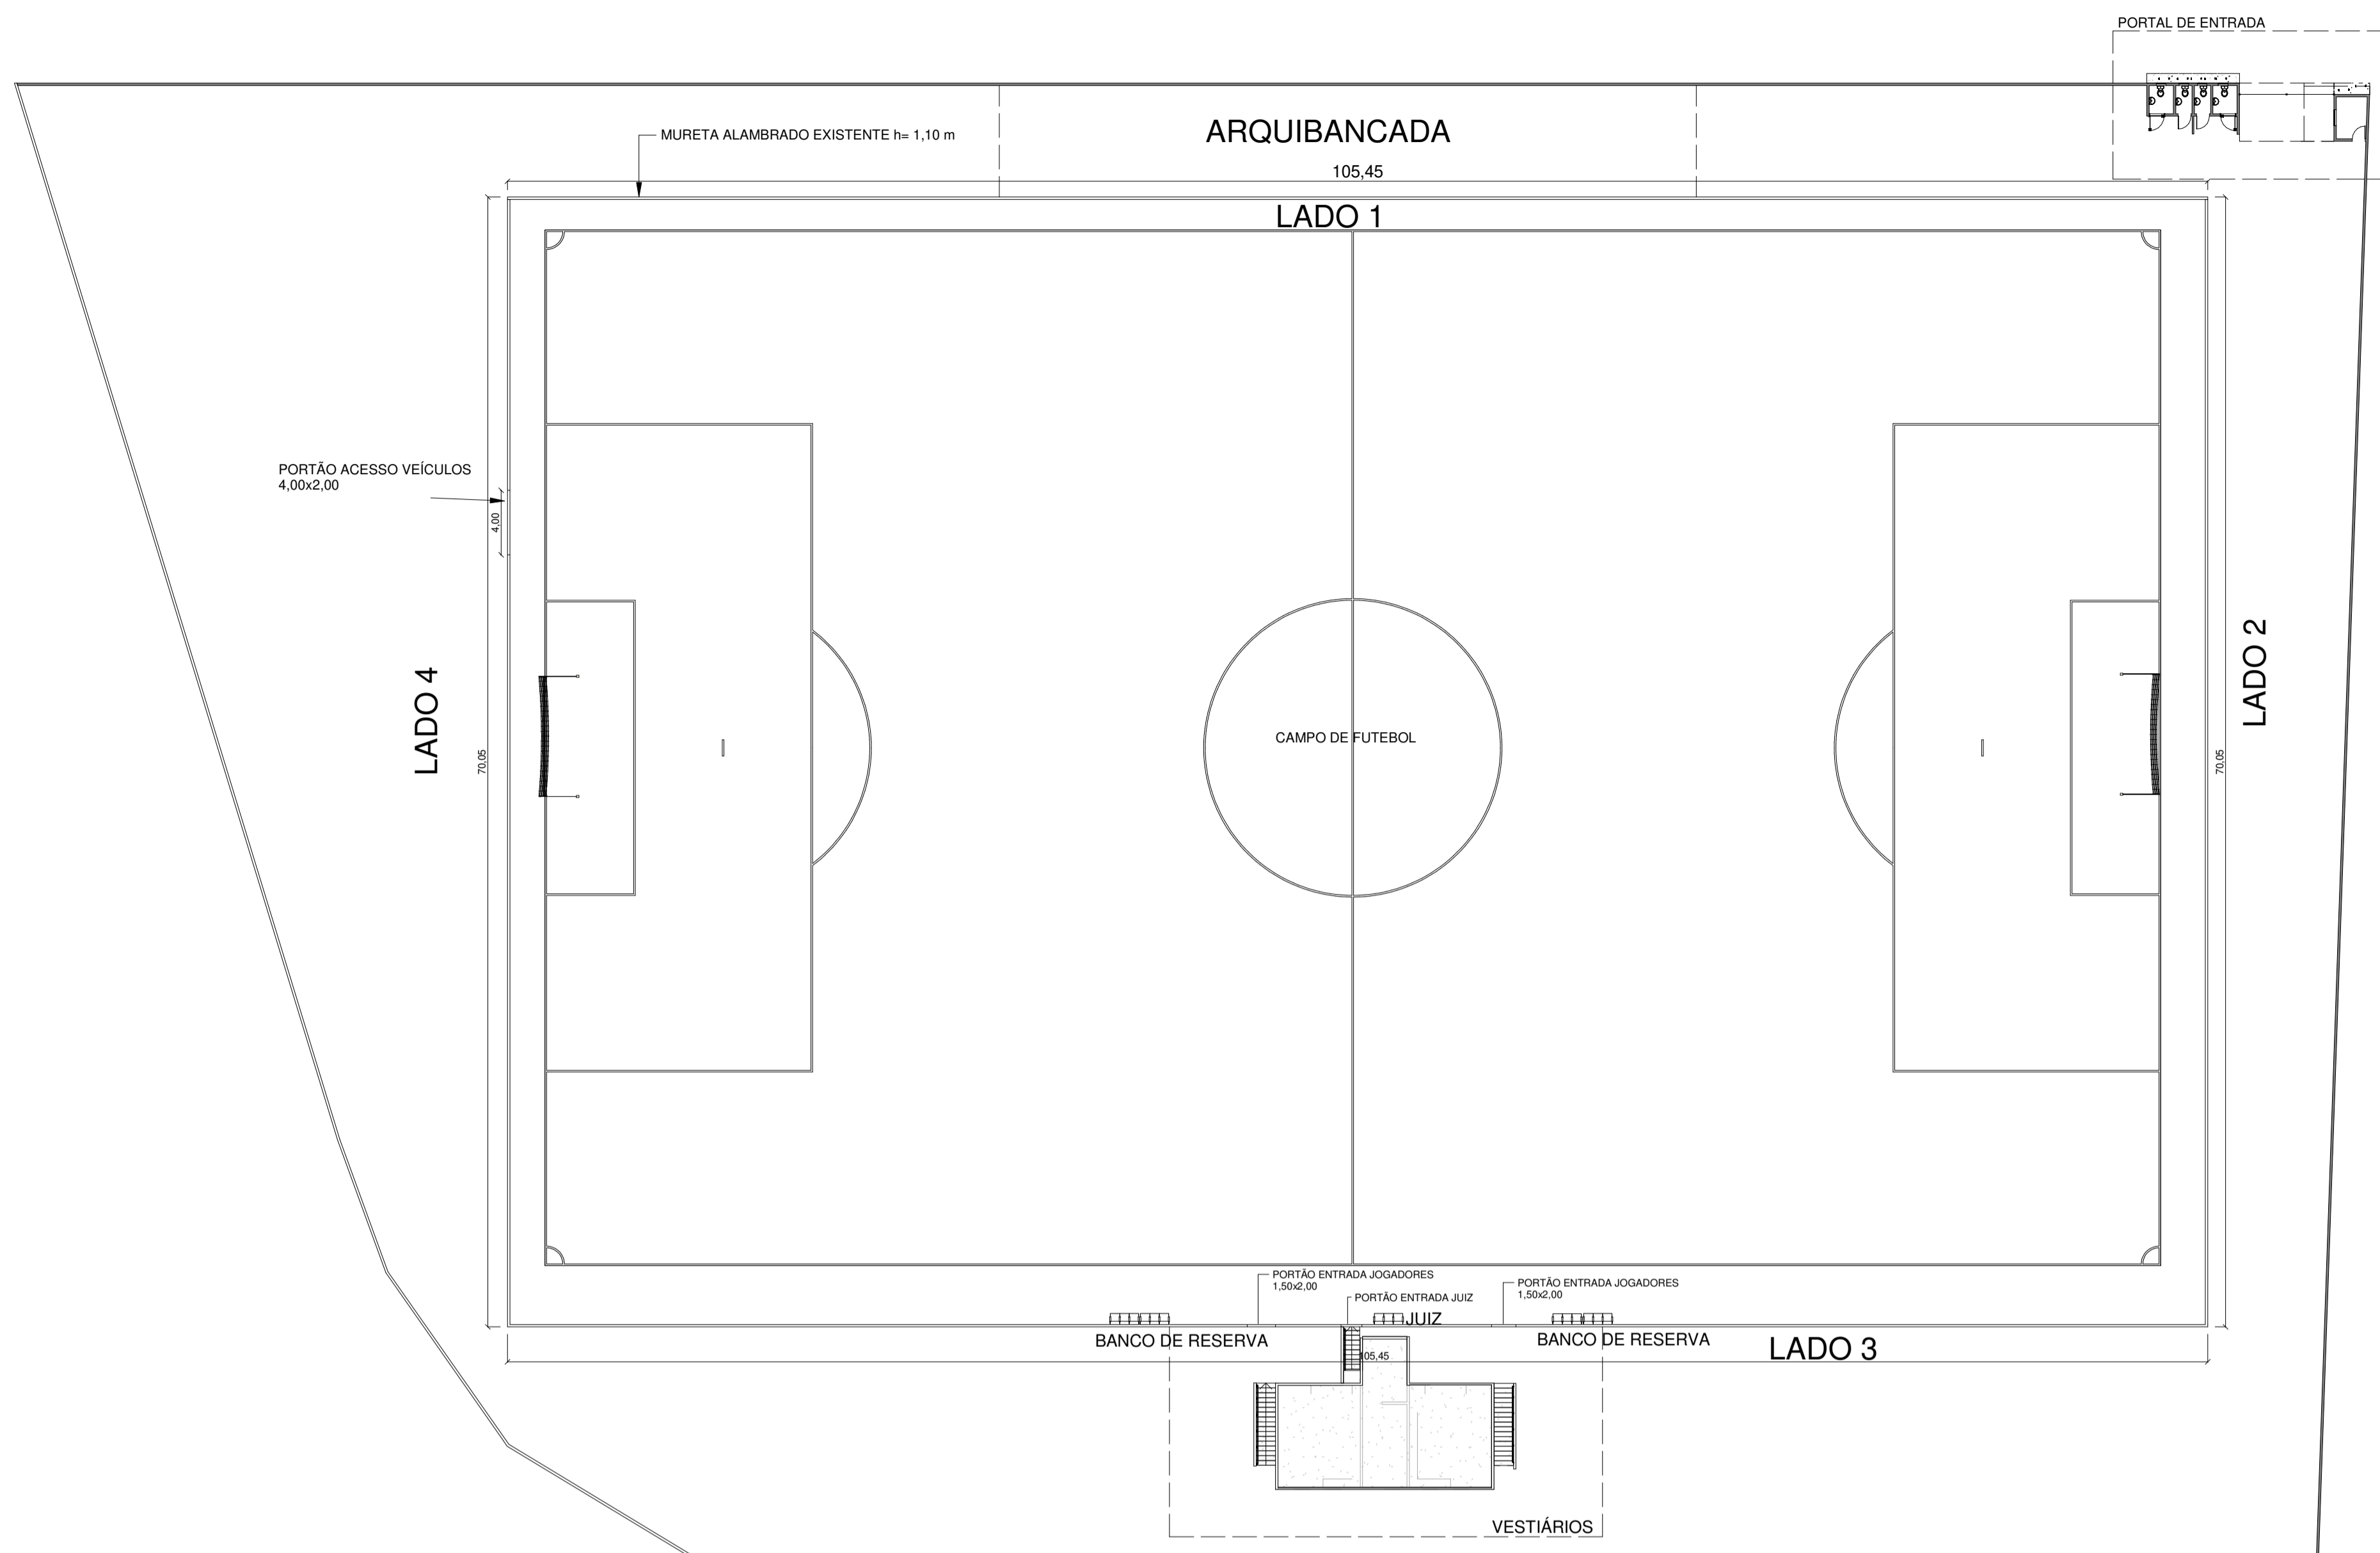 PORTAL DE ENTRADA
ARQUIBANCADA
MURETA ALAMBRADO EXISTENTE h= 1,10 m
105,45
LADO 1
PORTÃO ACESSO VEÍCULOS
4,00x2,00
4,00
LADO 4
70,05
CAMPO DE FUTEBOL
LADO 2
70,05
PORTÃO ENTRADA JOGADORES
1,50x2,00
PORTÃO ENTRADA JUIZ
PORTÃO ENTRADA JOGADORES
1,50x2,00
JUIZ
BANCO DE RESERVA
BANCO DE RESERVA
LADO 3
105,45
VESTIÁRIOS